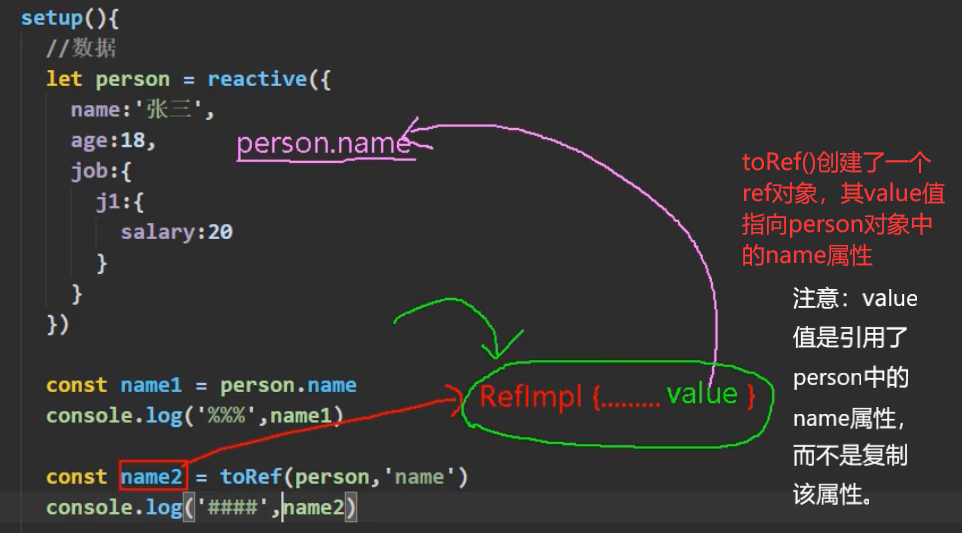 setup(){
//数据
let person = reactive({
name:'张三',
age:18,
person.name
job:{
j1:{
salary:20
}
}
})
toRef()创建了一个
ref对象，其value值
指向person对象中
的name属性
注意：value
值是引用了
person中的
name属性，
而不是复制
该属性。
const name1 = person.name
console.log('%%%',name1)
RefImpl {......... value }
const name2 = toRef(person,'name')
console.log('####',name2)